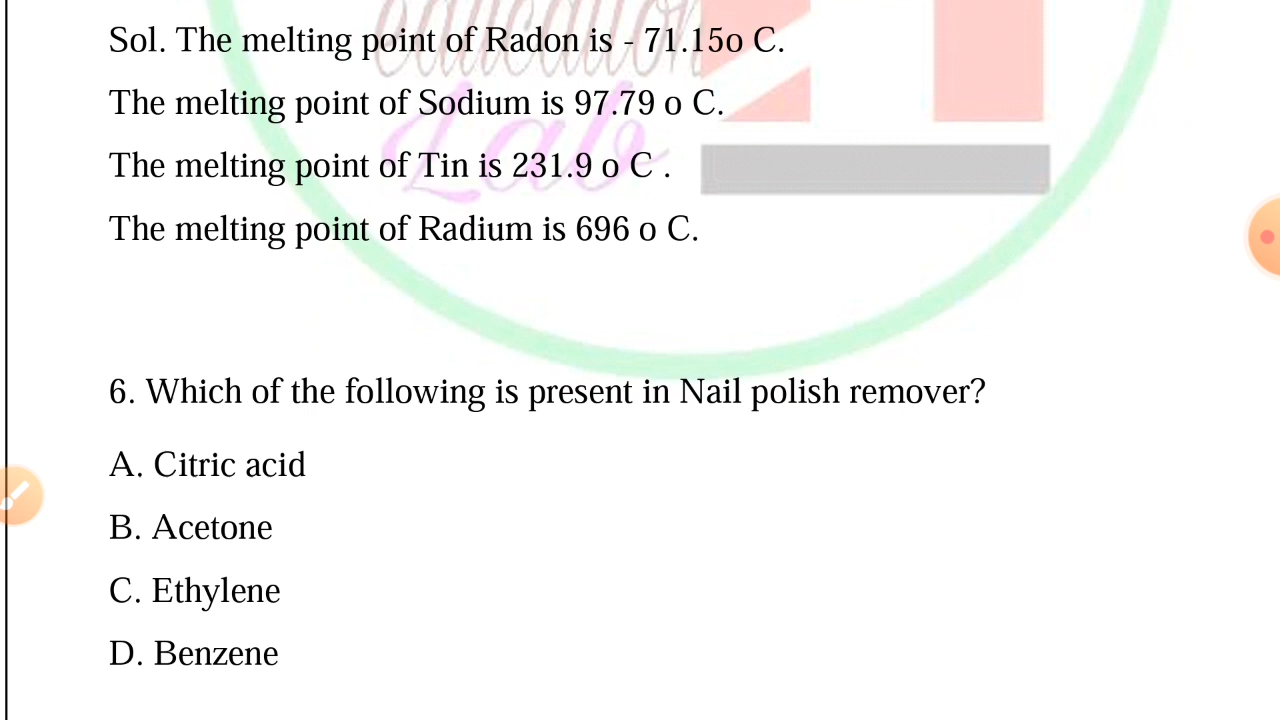 education
Lab
Sol. The melting point of Radon is - 71.15o C.
The melting point of Sodium is 97.79 o C.
The melting point of Tin is 231.9 o C .
The melting point of Radium is 696 o C.
6. Which of the following is present in Nail polish remover?
A. Citric acid
B. Acetone
C. Ethylene
D. Benzene